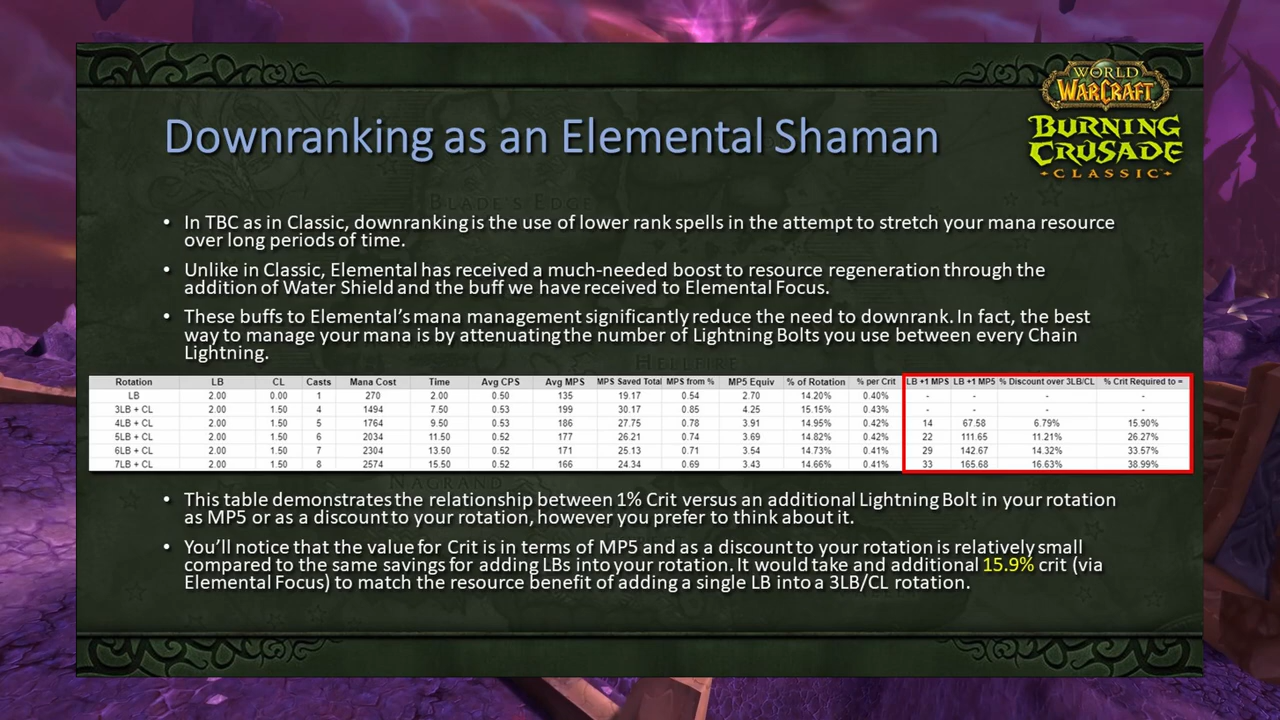 WORLD
WARCRAFT
BURNING
CRUSADE
CLASSIC
Downranking as an Elemental Shaman
BLADE'S EDGE
• In TBC as in Classic, downranking is the use of lower rank spells in the attempt to stretch your mana resource
over long periods of time.
• Unlike in Classic, Elemental has received a much-needed boost to resource regeneration through the
addition of Water Shield and the buff we have received to Elemental Focus.
• These buffs to Elemental's mana management significantly reduce the need to downrank. In fact, the best
way to manage your mana is by attenuating the number of Lightning Bolts you use between every Chain
Lightning.
HELLFIRE
Rotation LB CL Casts Mana Cost Time Avg CPS Avg MPS MPS Saved Total MPS from % MP5 Equiv % of Rotation % per Crit LB +1 MPS LB +1 MP5 % Discount over 3LB/CL % Crit Required to =
LB 2.00 0.00 1 270 2.00 0.50 135 19.17 0.54 2.70 14.20% 0.40% - - - -
3LB + CL 2.00 1.50 4 1494 7.50 0.53 199 30.17 0.85 4.25 15.15% 0.43% - - - -
4LB + CL 2.00 1.50 5 1764 9.50 0.53 186 27.75 0.78 3.91 14.95% 0.42% 14 67.58 6.79% 15.90%
5LB + CL 2.00 1.50 6 2034 11.50 0.52 177 26.21 0.74 3.69 14.82% 0.42% 22 111.65 11.21% 26.27%
6LB + CL 2.00 1.50 7 2304 13.50 0.52 171 25.13 0.71 3.54 14.73% 0.41% 29 142.67 14.32% 33.57%
7LB + CL 2.00 1.50 8 2574 15.50 0.52 166 24.34 0.69 3.43 14.66% 0.41% 33 165.68 16.63% 38.99%
NAGRAND
• This table demonstrates the relationship between 1% Crit versus an additional Lightning Bolt in your rotation
as MP5 or as a discount to your rotation, however you prefer to think about it.
• You'll notice that the value for Crit is in terms of MP5 and as a discount to your rotation is relatively small
compared to the same savings for adding LBs into your rotation. It would take and additional 15.9% crit (via
Elemental Focus) to match the resource benefit of adding a single LB into a 3LB/CL rotation.